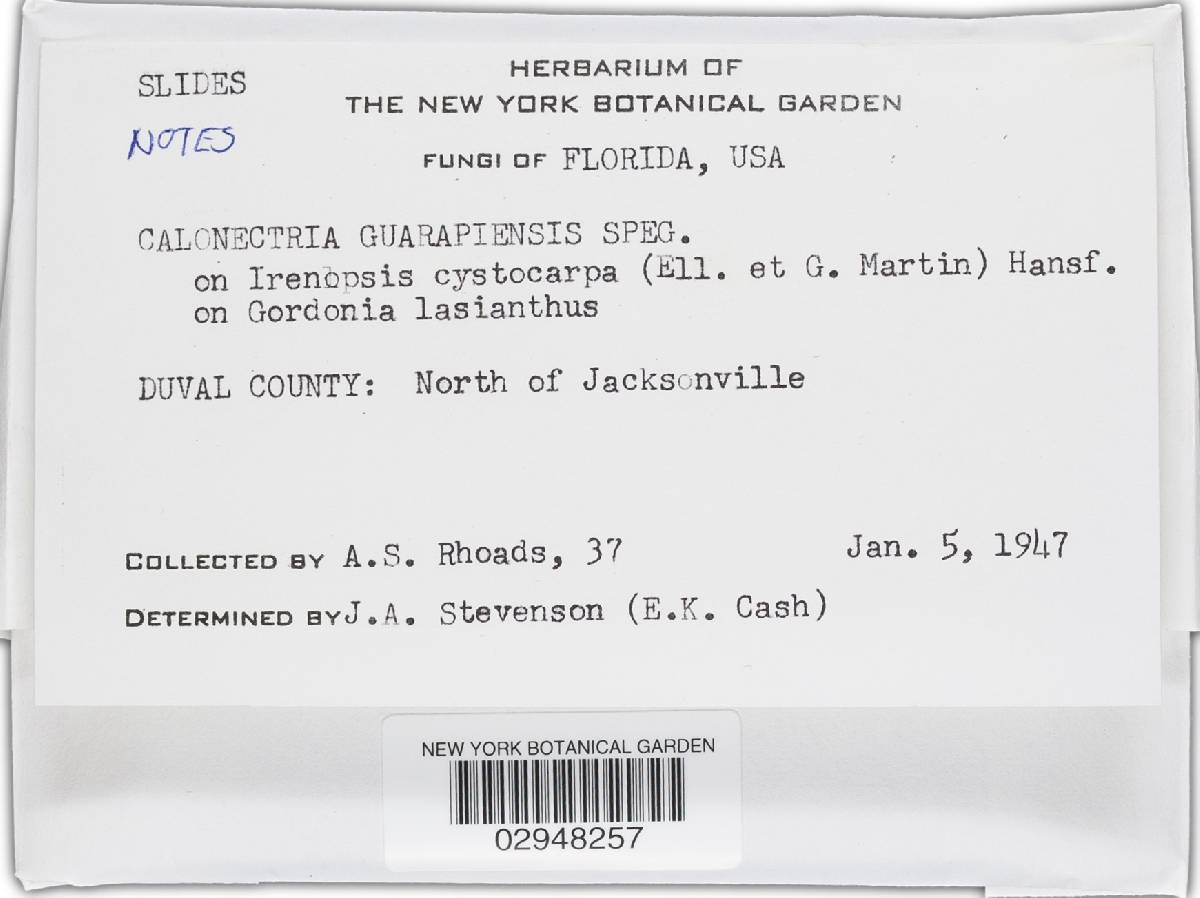 SLIDES
NOTES
HERBARIUM OF
THE NEW YORK BOTANICAL GARDEN
FUNGI OF FLORIDA, USA
CALONECTRIA GUARAPIENSIS SPEG.
on Irenopsis cystocarpa (Ell. et G. Martin) Hansf.
on Gordonia lasianthus
DUVAL COUNTY: North of Jacksonville
COLLECTED BY A.S. Rhoads, 37 Jan. 5, 1947
DETERMINED BY J.A. Stevenson (E.K. Cash)
NEW YORK BOTANICAL GARDEN
02948257